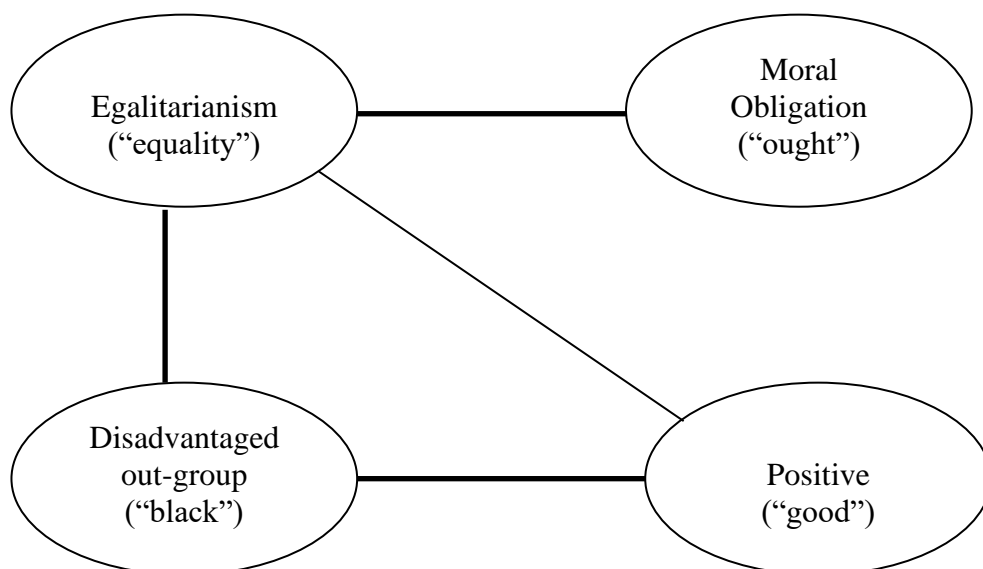 Egalitarianism
(“equality”)
Moral
Obligation
(“ought”)
Disadvantaged
out-group
(“black”)
Positive
(“good”)